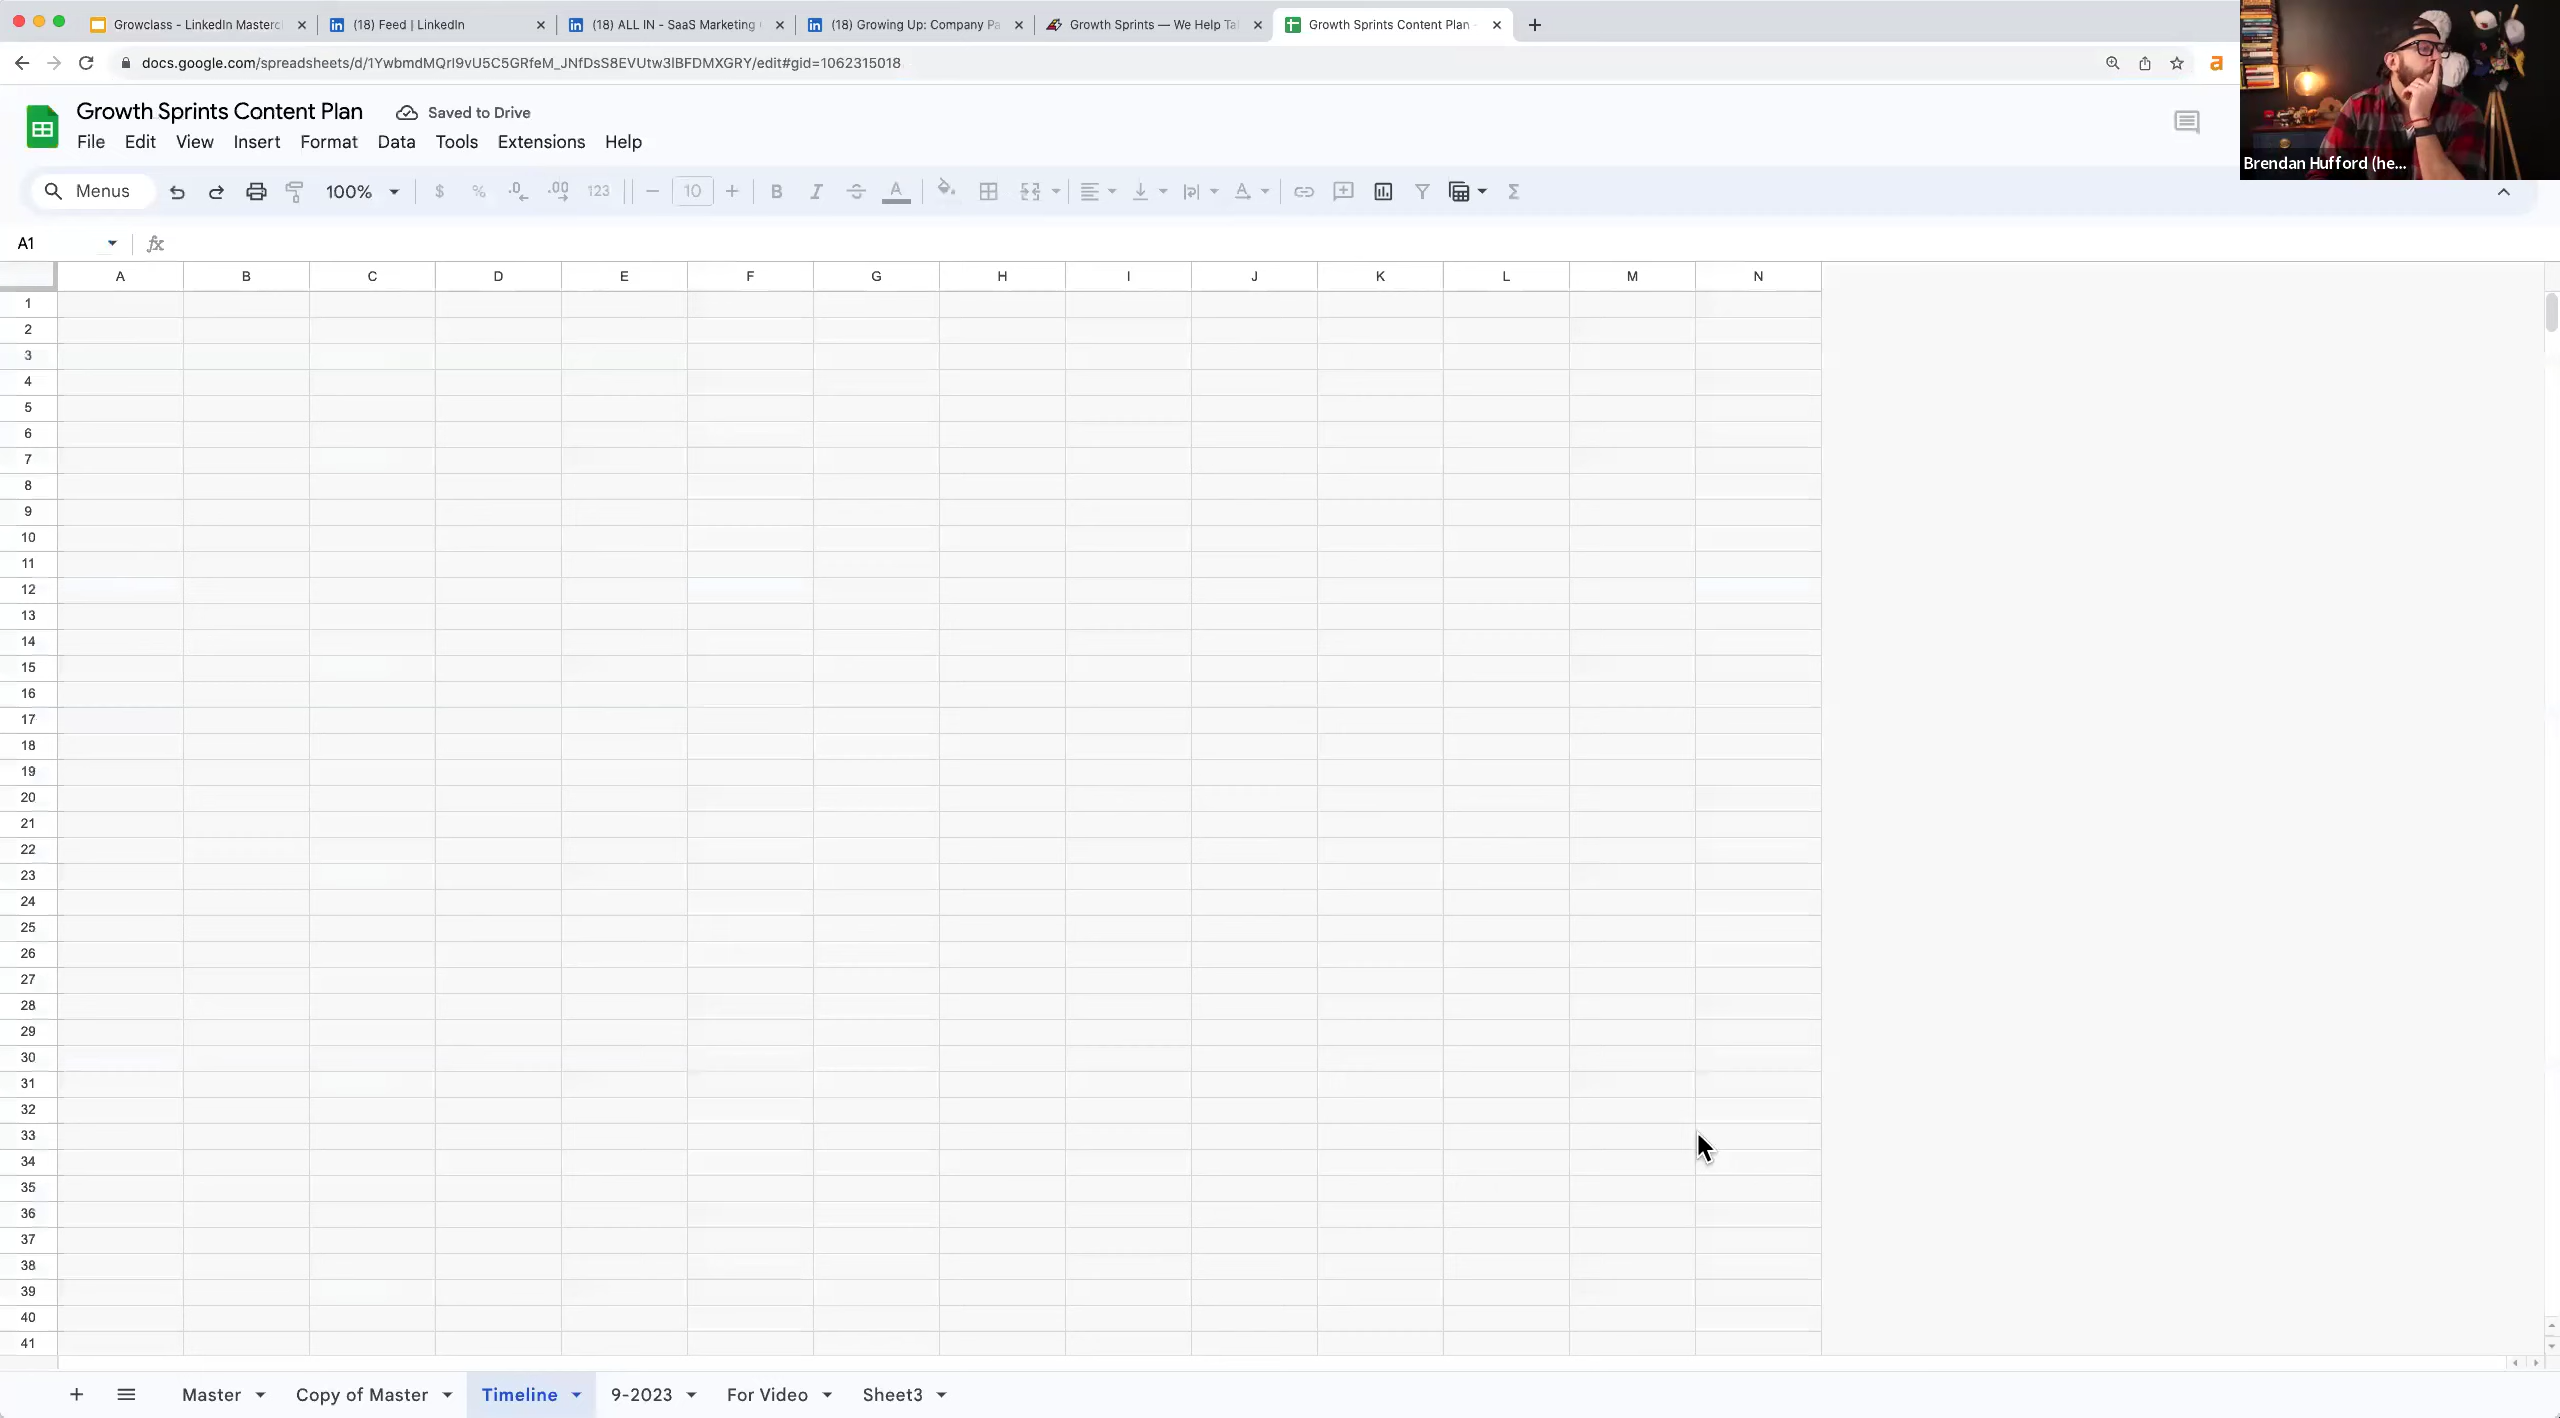 Growclass - LinkedIn Masterc
(18) Feed | LinkedIn
(18) ALL IN - SaaS Marketing
(18) Growing Up: Company Pa
Growth Sprints — We Help Ta
Growth Sprints Content Plan -
docs.google.com/spreadsheets/d/1YwbmdMQrI9vU5C5GRfeM_JNfDsS8EVUtw3IBFDMXGRY/edit#gid=1062315018
a
Growth Sprints Content Plan
Saved to Drive
File Edit View Insert Format Data Tools Extensions Help
Brendan Hufford (he...
Menus 100% $ % .0 .00 123 10 B I S A Σ
A1 fx
A B C D E F G H I J K L M N
1
2
3
4
5
6
7
8
9
10
11
12
13
14
15
16
17
18
19
20
21
22
23
24
25
26
27
28
29
30
31
32
33
34
35
36
37
38
39
40
41
Master Copy of Master Timeline 9-2023 For Video Sheet3